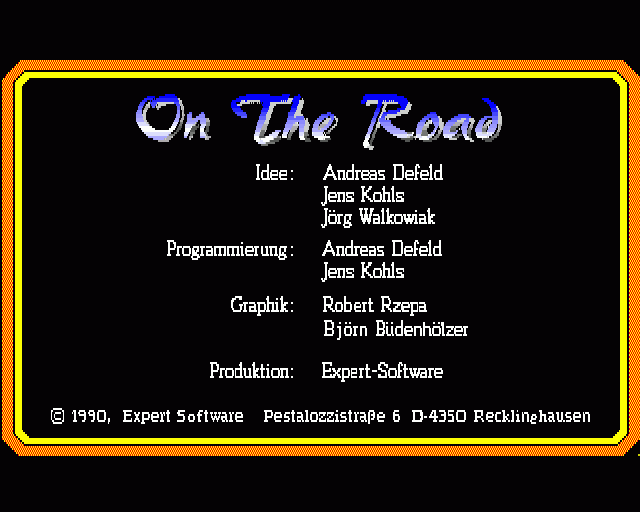 On The Road
Idee: Andreas Defeld
Jens Kohls
Jörg Walkowiak
Programmierung: Andreas Defeld
Jens Kohls
Graphik: Robert Rzepa
Björn Büdenhölzer
Produktion: Expert-Software
© 1990, Expert Software Pestalozzistraße 6 D-4350 Recklinghausen